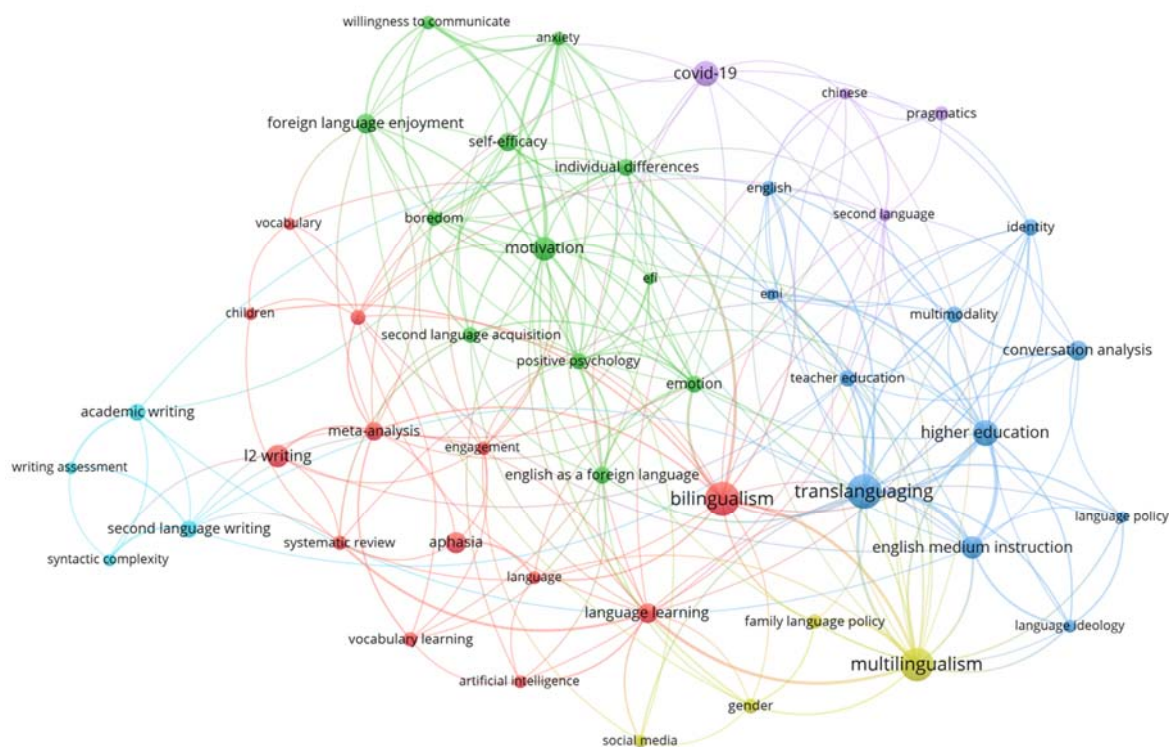 willingness to communicate
anxiety
covid-19
chinese
pragmatics
foreign language enjoyment
self-efficacy
individual differences
english
second language
identity
vocabulary
boredom
motivation
efl
emi
multimodality
children
second language acquisition
positive psychology
conversation analysis
teacher education
emotion
academic writing
meta-analysis
higher education
engagement
l2 writing
writing assessment
english as a foreign language
bilingualism
translanguaging
language policy
second language writing
systematic review
aphasia
english medium instruction
syntactic complexity
language
language learning
family language policy
language ideology
vocabulary learning
multilingualism
artificial intelligence
gender
social media